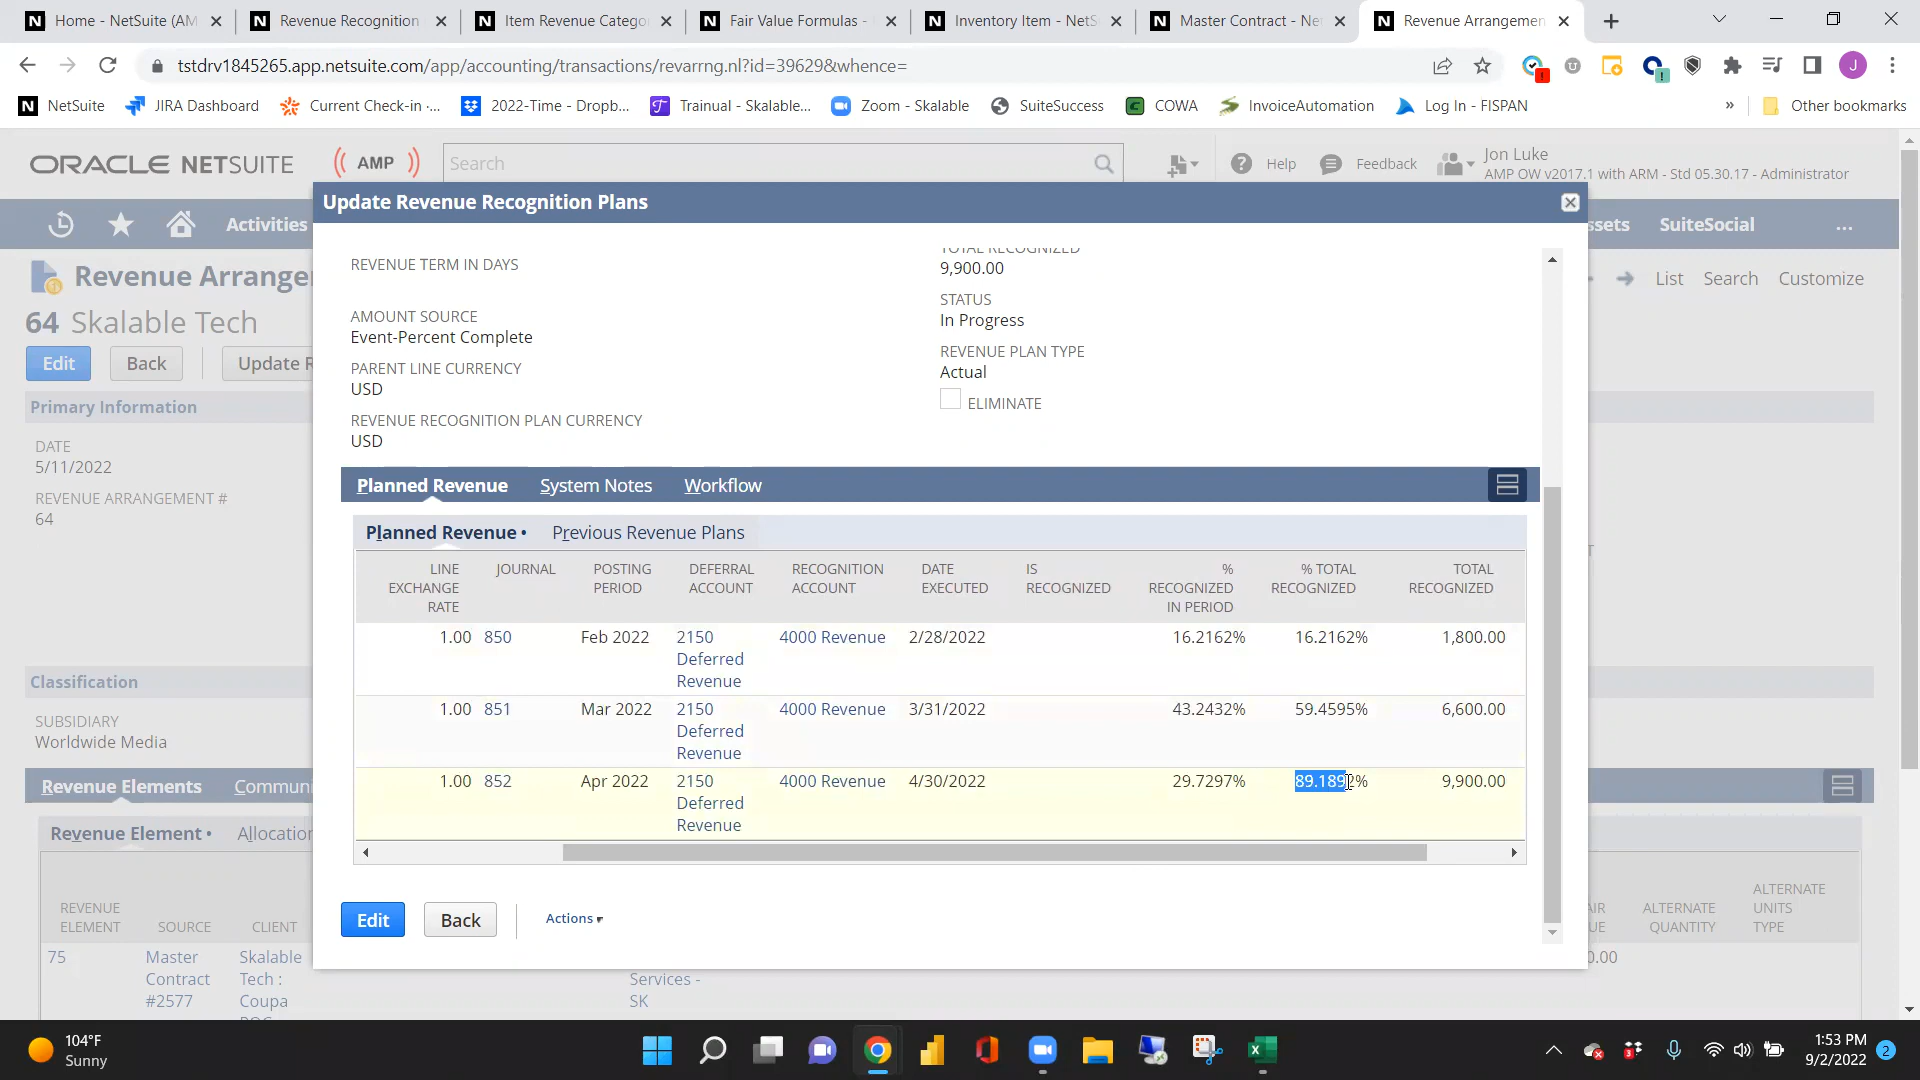 Home - NetSuite (AM
Revenue Recognition
Item Revenue Catego
Fair Value Formulas -
Inventory Item - NetS
Master Contract - Ne
Revenue Arrangemen
tstdrv1845265.app.netsuite.com/app/accounting/transactions/revarrng.nl?id=39629&whence=
J
NetSuite
JIRA Dashboard
Current Check-in ·...
2022-Time - Dropb...
Trainual - Skalable...
Zoom - Skalable
SuiteSuccess
COWA
InvoiceAutomation
Log In - FISPAN
»
Other bookmarks
ORACLE NETSUITE
AMP
Search
Help
Feedback
Jon Luke
AMP OW v2017.1 with ARM - Std 05.30.17 - Administrator
Activities
ssets
SuiteSocial
...
Revenue Arranger
List
Search
Customize
64 Skalable Tech
Edit
Back
Update R
Primary Information
DATE
5/11/2022
REVENUE ARRANGEMENT #
64
Classification
SUBSIDIARY
Worldwide Media
Revenue Elements
Communi
Revenue Element •
Allocation
REVENUE
ELEMENT
SOURCE
CLIENT
75
Master
Contract
#2577
Skalable
Tech :
Coupa
Services -
SK
AIR
UE
ALTERNATE
QUANTITY
ALTERNATE
UNITS
TYPE
0.00
Update Revenue Recognition Plans
REVENUE TERM IN DAYS
AMOUNT SOURCE
Event-Percent Complete
PARENT LINE CURRENCY
USD
REVENUE RECOGNITION PLAN CURRENCY
USD
TOTAL RECOGNIZED
9,900.00
STATUS
In Progress
REVENUE PLAN TYPE
Actual
ELIMINATE
Planned Revenue
System Notes
Workflow
Planned Revenue •
Previous Revenue Plans
LINE
EXCHANGE
RATE
JOURNAL
POSTING
PERIOD
DEFERRAL
ACCOUNT
RECOGNITION
ACCOUNT
DATE
EXECUTED
IS
RECOGNIZED
%
RECOGNIZED
IN PERIOD
% TOTAL
RECOGNIZED
TOTAL
RECOGNIZED
1.00 850 Feb 2022 2150 4000 Revenue 2/28/2022 16.2162% 16.2162% 1,800.00
Deferred
Revenue
1.00 851 Mar 2022 2150 4000 Revenue 3/31/2022 43.2432% 59.4595% 6,600.00
Deferred
Revenue
1.00 852 Apr 2022 2150 4000 Revenue 4/30/2022 29.7297% 89.1892% 9,900.00
Deferred
Revenue
Edit
Back
Actions
104°F
Sunny
1:53 PM
9/2/2022
2